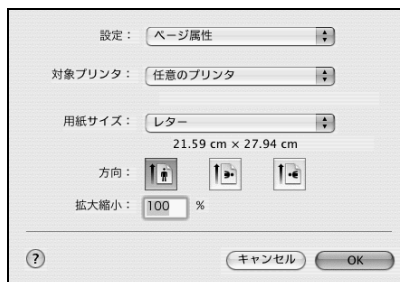 設定： ページ属性
対象プリンタ： 任意のプリンタ
用紙サイズ： レター
21.59 cm × 27.94 cm
方向：
拡大縮小： 100 %
? キャンセル OK